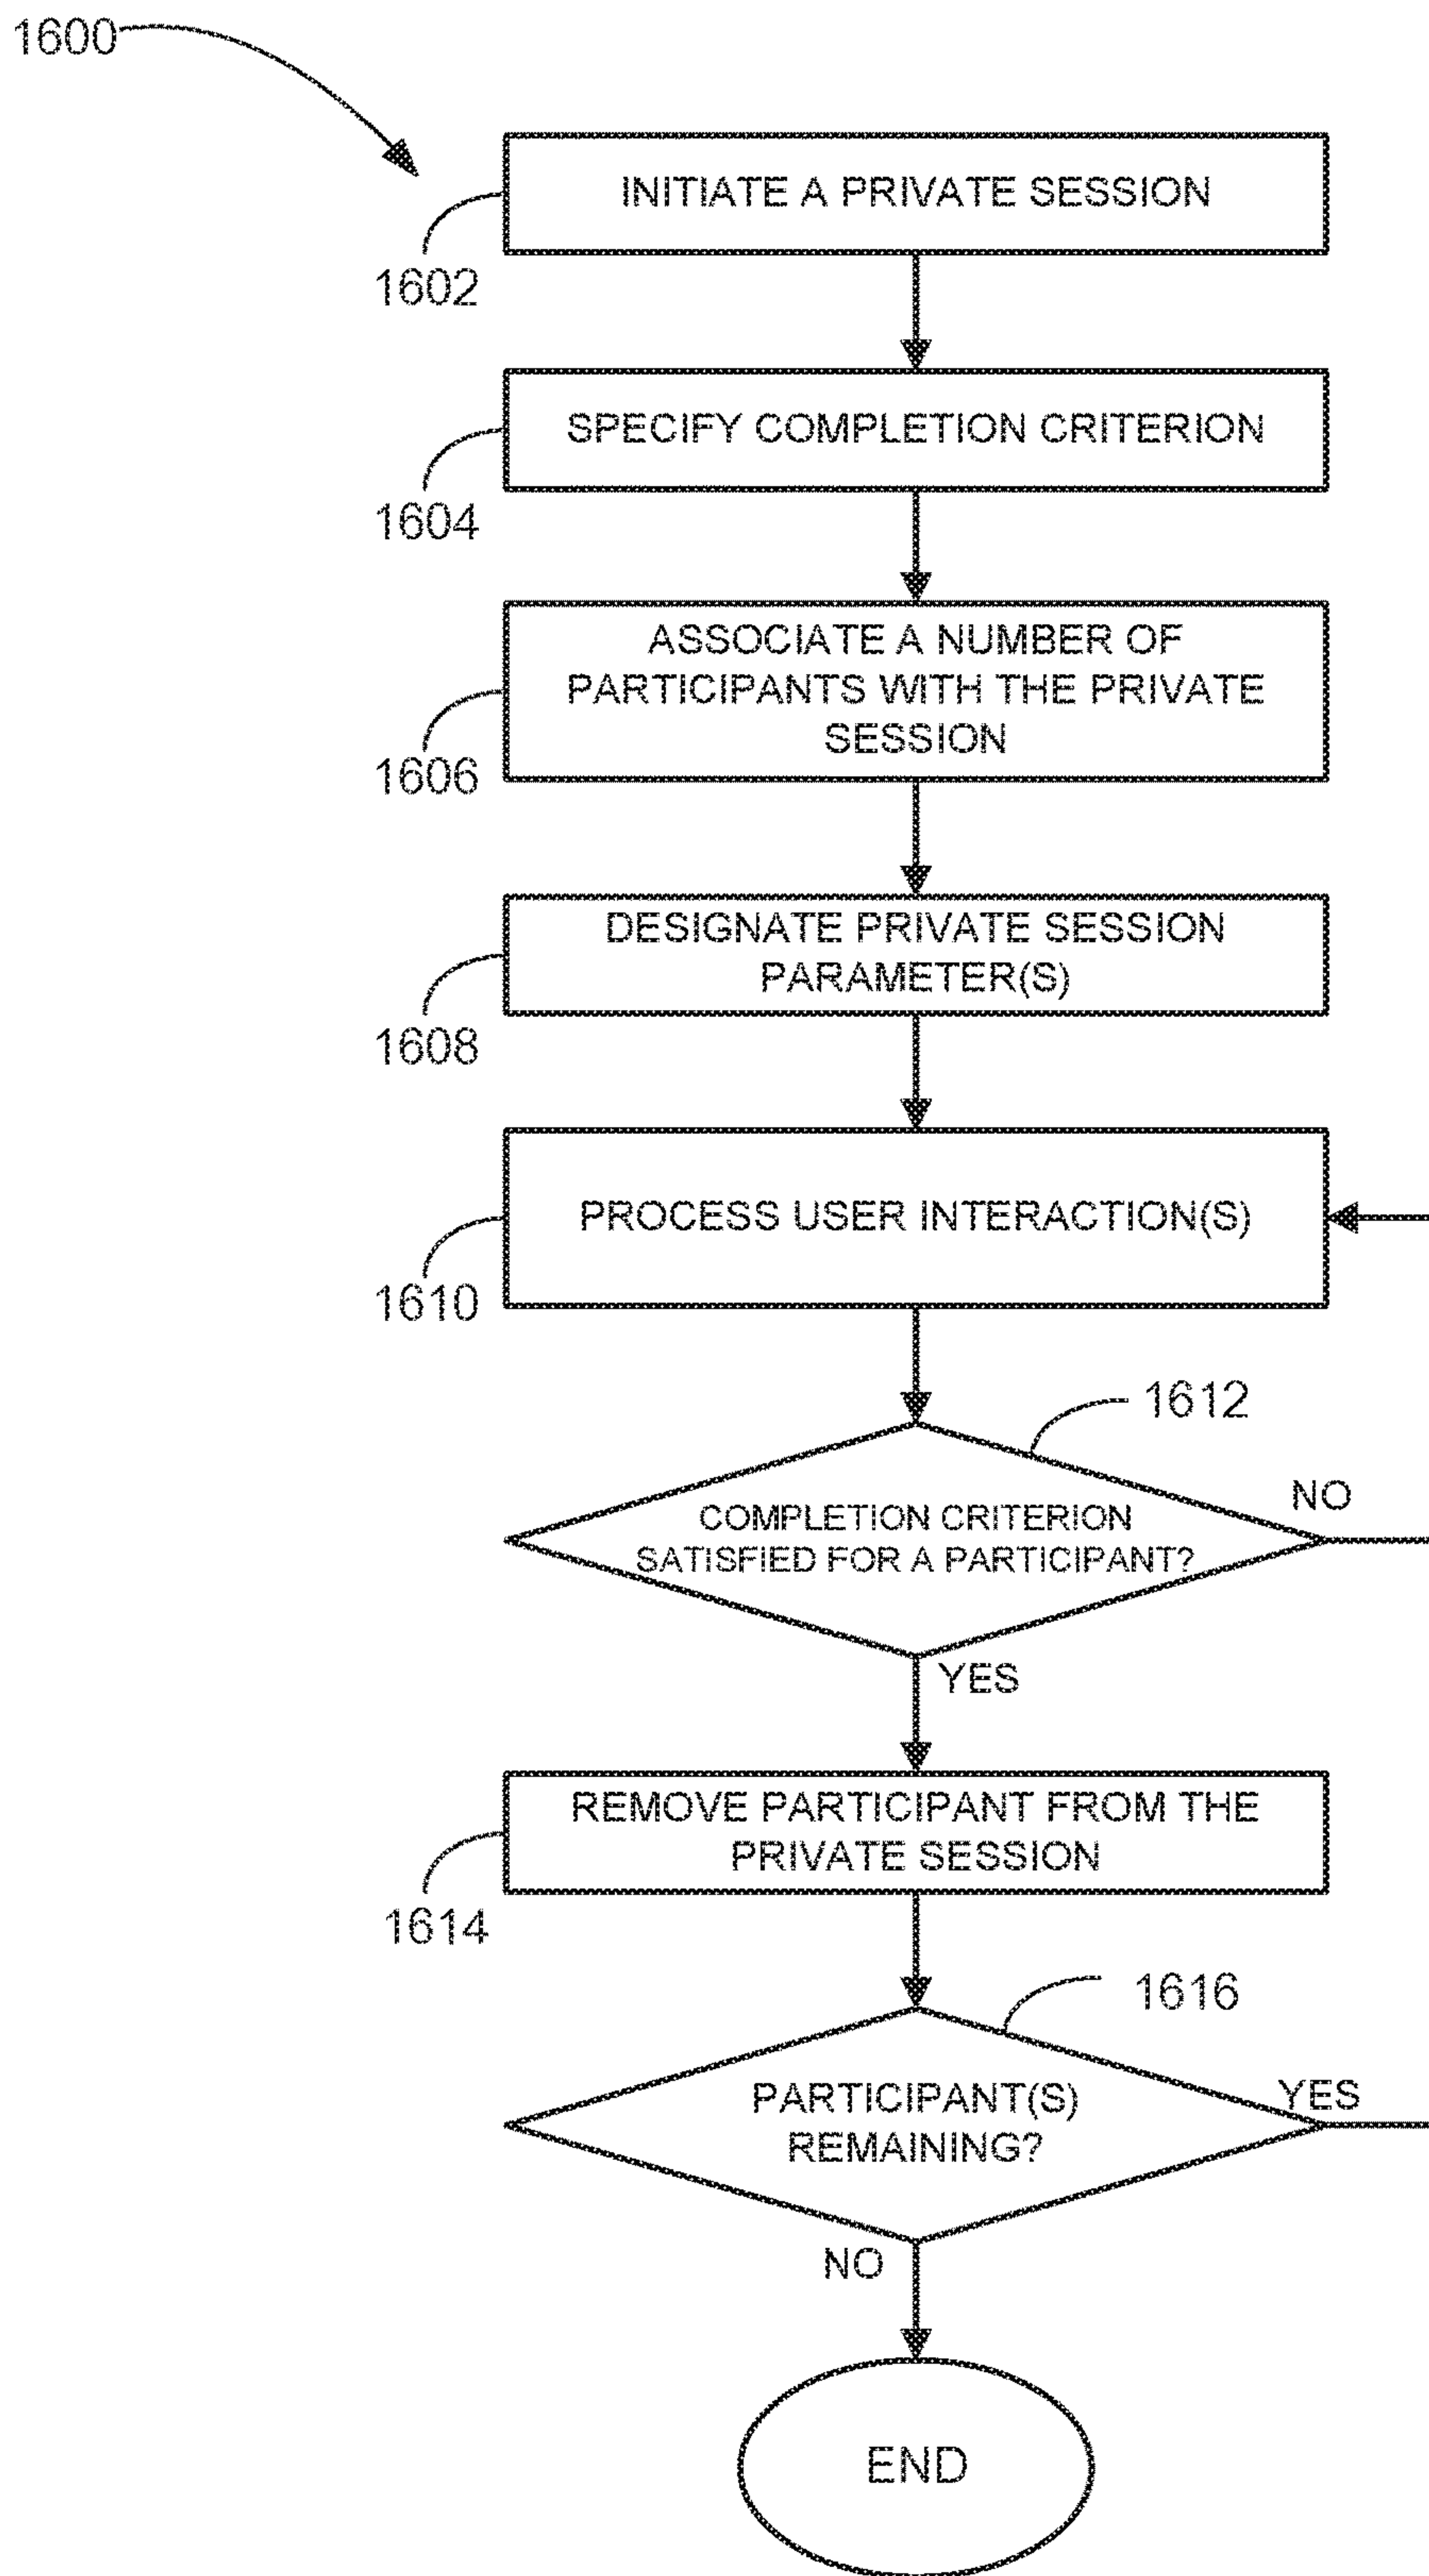 1600
INITIATE A PRIVATE SESSION
1602
SPECIFY COMPLETION CRITERION
1604
ASSOCIATE A NUMBER OF
PARTICIPANTS WITH THE PRIVATE
SESSION
1606
DESIGNATE PRIVATE SESSION
PARAMETER(S)
1608
PROCESS USER INTERACTION(S)
1610
1612
COMPLETION CRITERION
SATISFIED FOR A PARTICIPANT?
NO
YES
REMOVE PARTICIPANT FROM THE
PRIVATE SESSION
1614
1616
PARTICIPANT(S)
REMAINING?
YES
NO
END